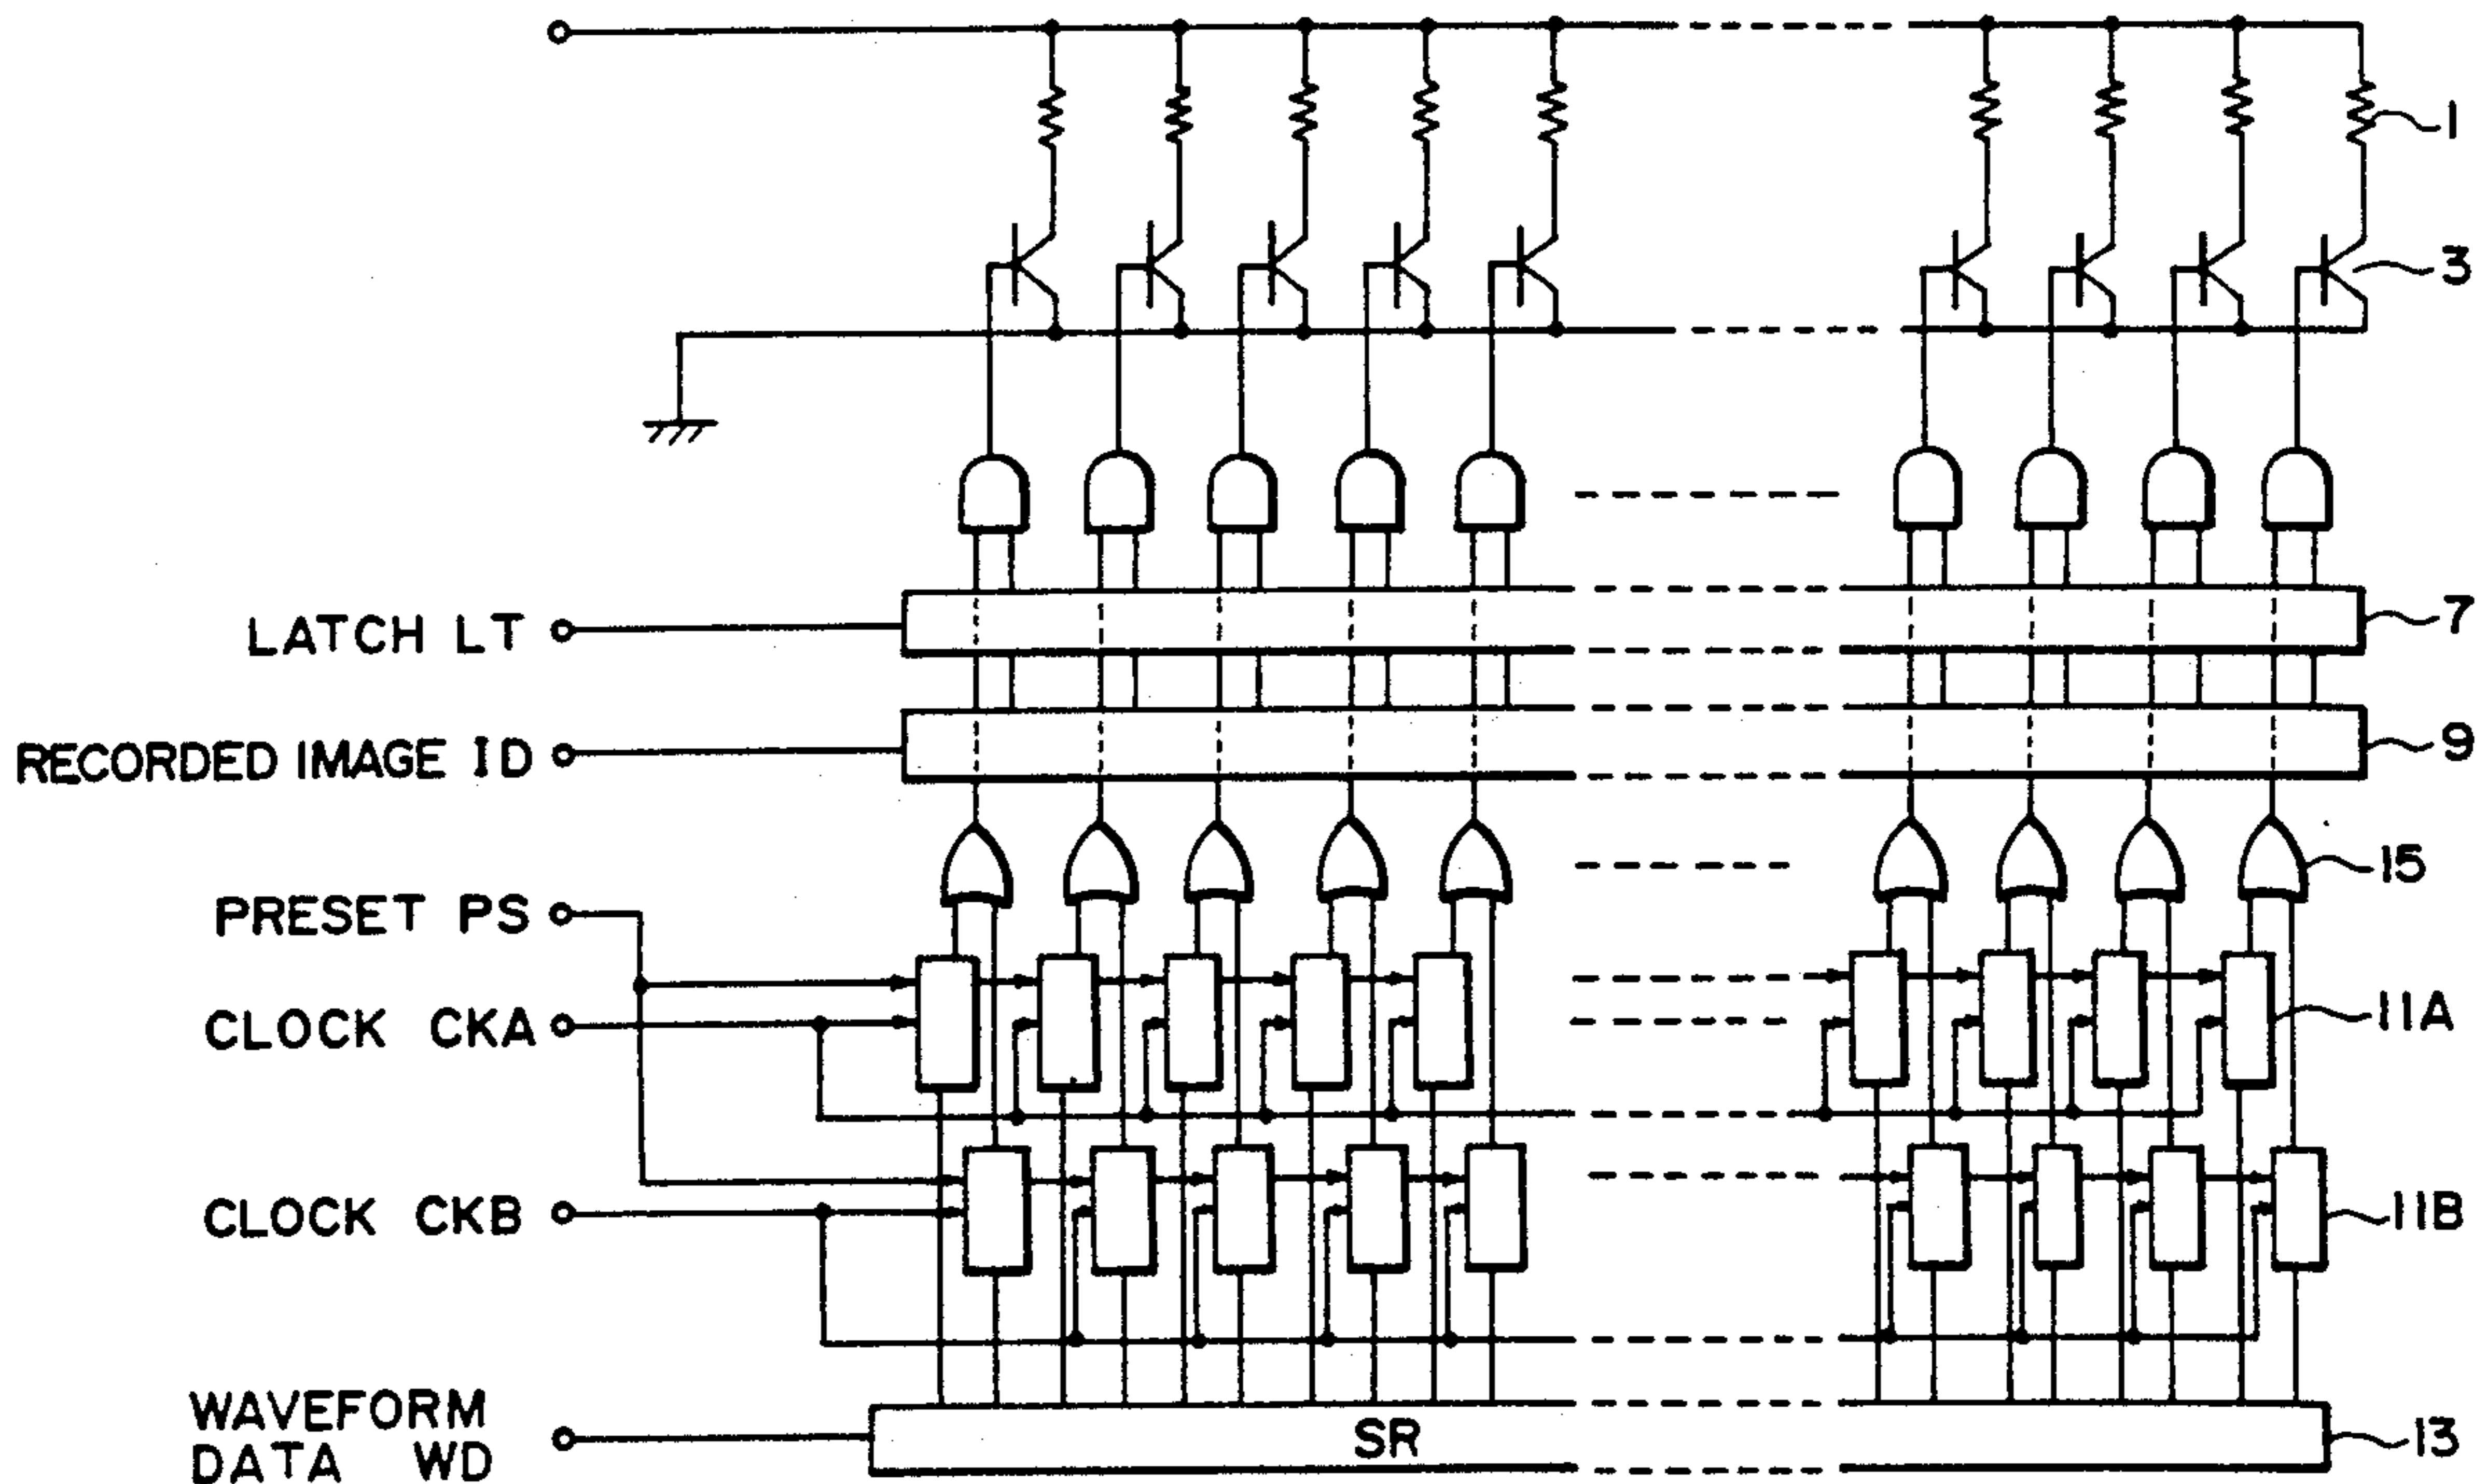 1
3
LATCH LT
7
RECORDED IMAGE ID
9
15
PRESET PS
CLOCK CKA
11A
CLOCK CKB
11B
WAVEFORM
DATA WD
SR
13